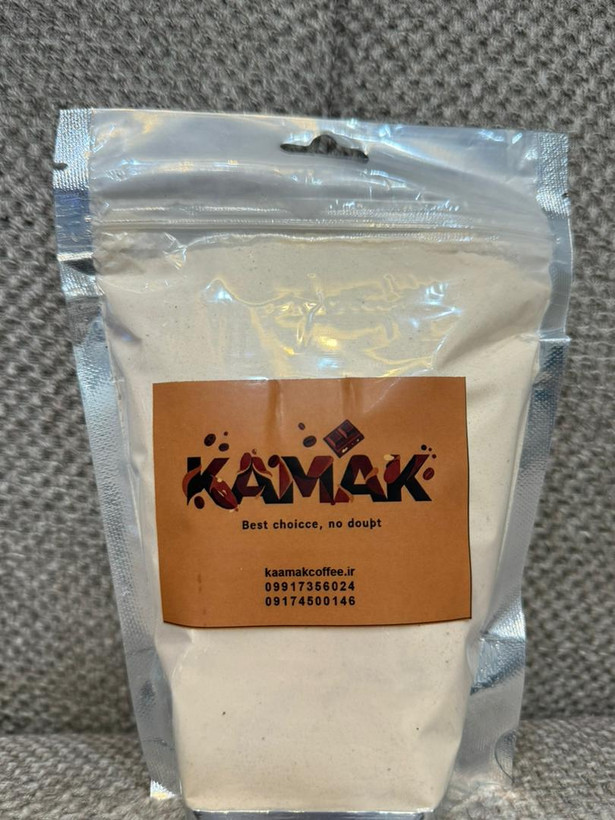 KAMAK
Best choicce, no douþt
kaamakcoffee.ir
09917356024
09174500146